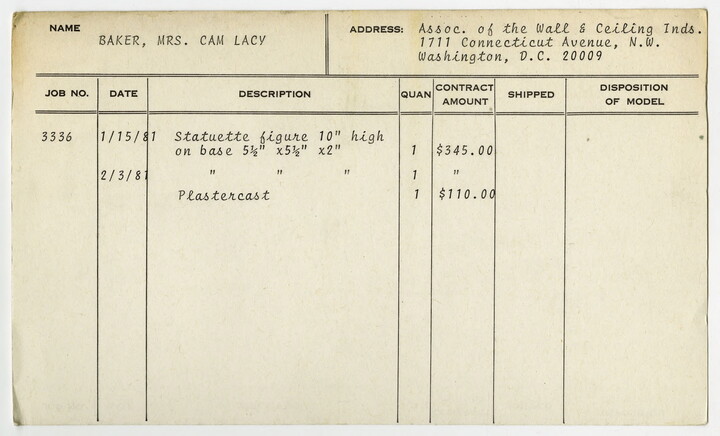 NAME BAKER, MRS. CAM LACY
ADDRESS: Assoc. of the Wall & Ceiling Inds.
1711 Connecticut Avenue, N.W.
Washington, D.C. 20009
JOB NO. DATE DESCRIPTION QUAN CONTRACT AMOUNT SHIPPED DISPOSITION OF MODEL
3336 1/15/81 Statuette figure 10" high
on base 5½" x5½" x2" 1 $345.00
2/3/81 " " " 1 "
Plastercast 1 $110.00